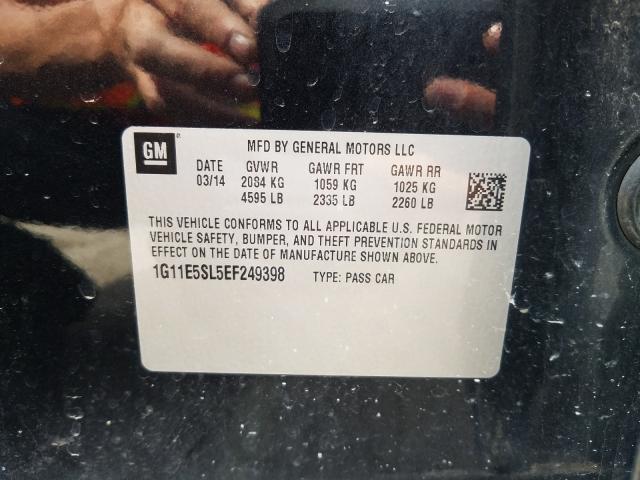 GM
MFD BY GENERAL MOTORS LLC
DATE GVWR GAWR FRT GAWR RR
03/14 2084 KG 1059 KG 1025 KG
4595 LB 2335 LB 2260 LB
THIS VEHICLE CONFORMS TO ALL APPLICABLE U.S. FEDERAL MOTOR
VEHICLE SAFETY, BUMPER, AND THEFT PREVENTION STANDARDS IN
EFFECT ON THE DATE OF MANUFACTURE SHOWN ABOVE.
1G11E5SL5EF249398 TYPE: PASS CAR